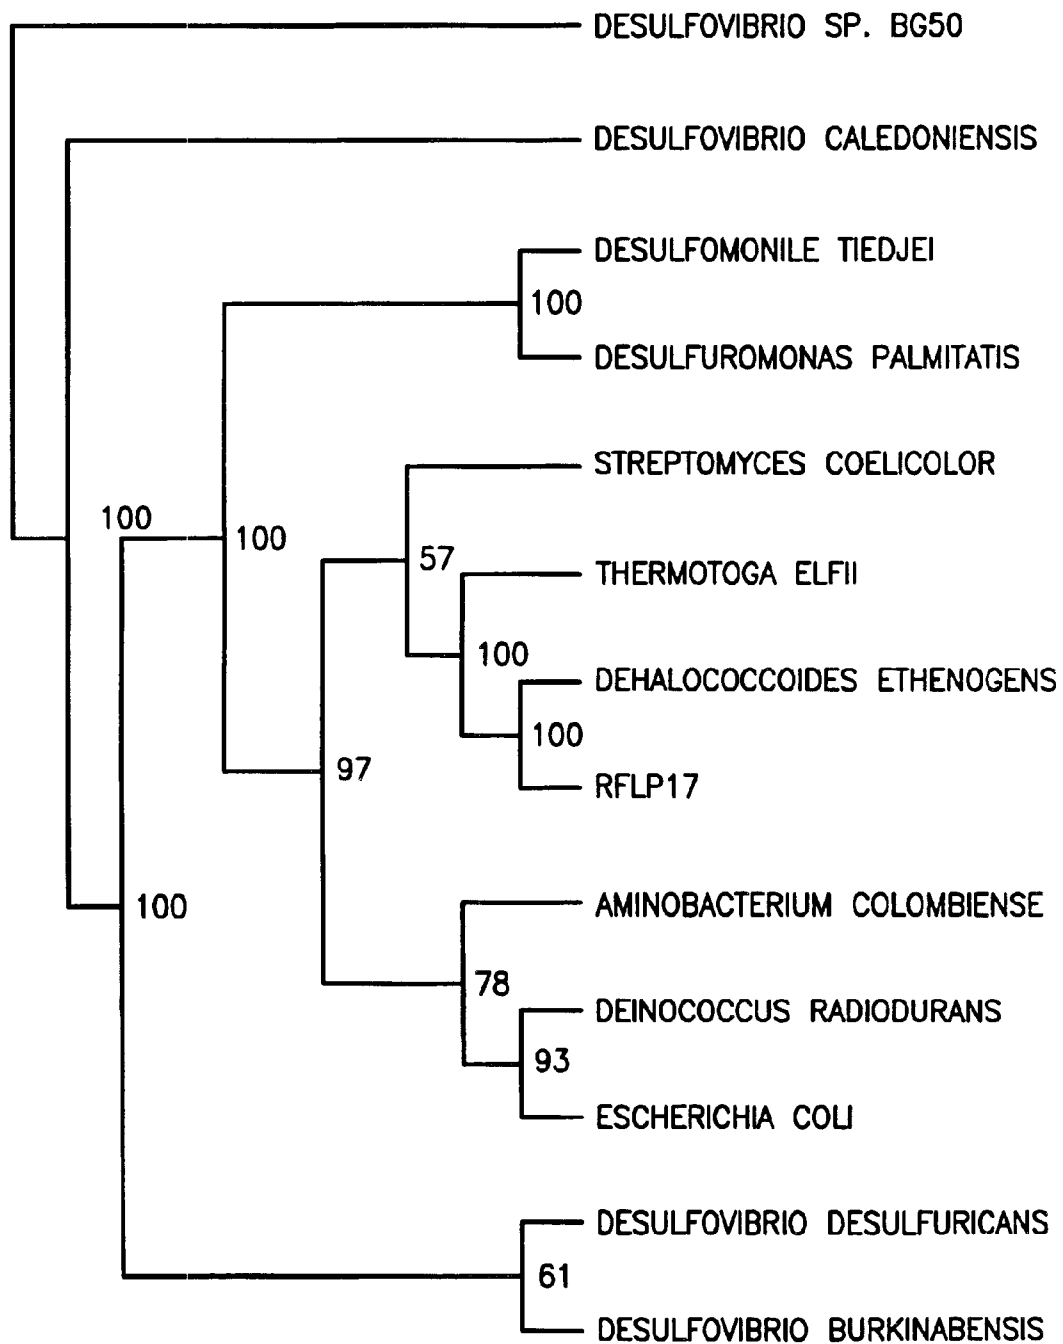 DESULFOVIBRIO SP. BG50
DESULFOVIBRIO CALEDONIENSIS
DESULFOMONILE TIEDJEI
100
DESULFUROMONAS PALMITATIS
STREPTOMYCES COELICOLOR
100
100
57
THERMOTOGA ELFII
100
DEHALOCOCCOIDES ETHENOGENS
100
97
RFLP17
100
AMINOBACTERIUM COLOMBIENSE
78
DEINOCOCCUS RADIODURANS
93
ESCHERICHIA COLI
DESULFOVIBRIO DESULFURICANS
61
DESULFOVIBRIO BURKINABENSIS